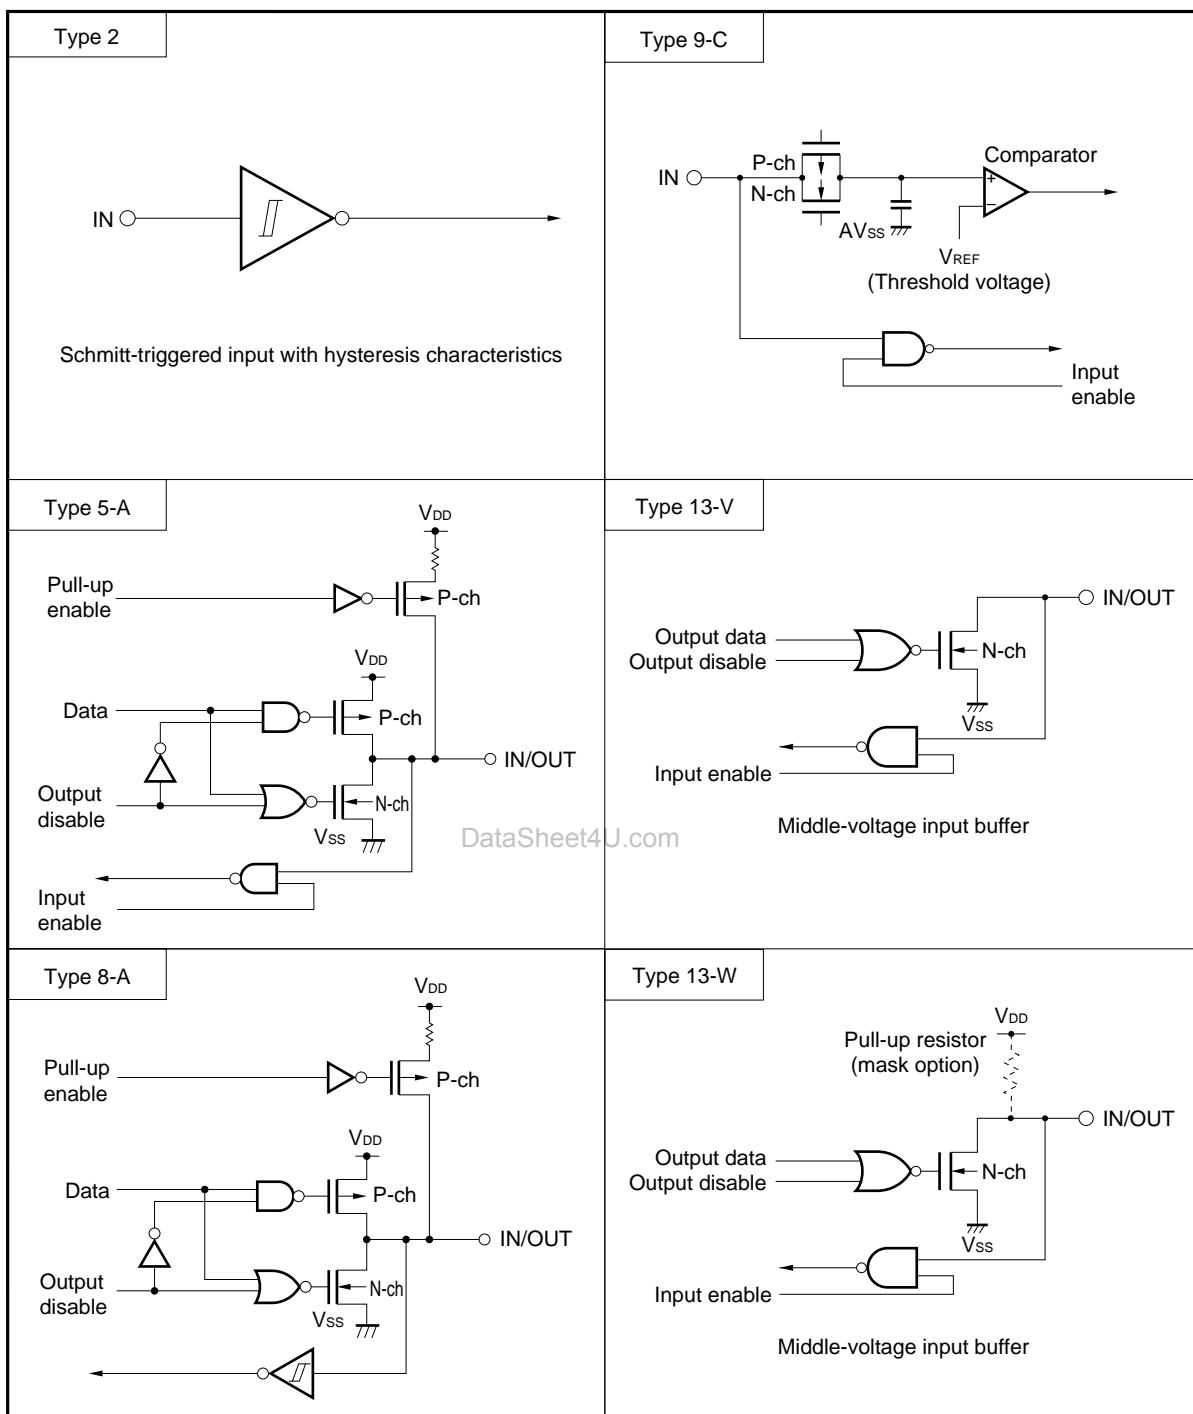 Type 2
IN
Schmitt-triggered input with hysteresis characteristics
Type 9-C
IN
P-ch
N-ch
Comparator
+
−
AVSS
VREF
(Threshold voltage)
Input
enable
Type 5-A
VDD
Pull-up
enable
P-ch
VDD
Data
P-ch
IN/OUT
Output
disable
N-ch
VSS
Input
enable
Type 13-V
IN/OUT
Output data
Output disable
N-ch
VSS
Input enable
Middle-voltage input buffer
DataSheet4U.com
Type 8-A
VDD
Pull-up
enable
P-ch
VDD
Data
P-ch
IN/OUT
Output
disable
N-ch
VSS
Type 13-W
VDD
Pull-up resistor
(mask option)
IN/OUT
Output data
Output disable
N-ch
VSS
Input enable
Middle-voltage input buffer